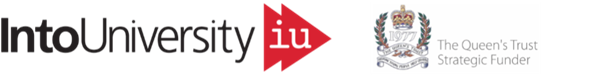 IntoUniversity iu
1977
The Queen's Trust
Strategic Funder